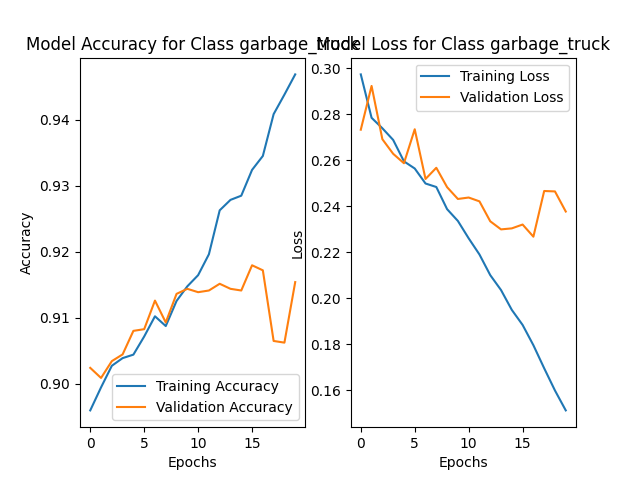 Model Accuracy for Class garbage_truck
Model Loss for Class garbage_truck
Accuracy
0.94
0.93
0.92
0.91
0.90
Training Accuracy
Validation Accuracy
0 5 10 15
Epochs
Loss
0.30
0.28
0.26
0.24
0.22
0.20
0.18
0.16
Training Loss
Validation Loss
0 5 10 15
Epochs